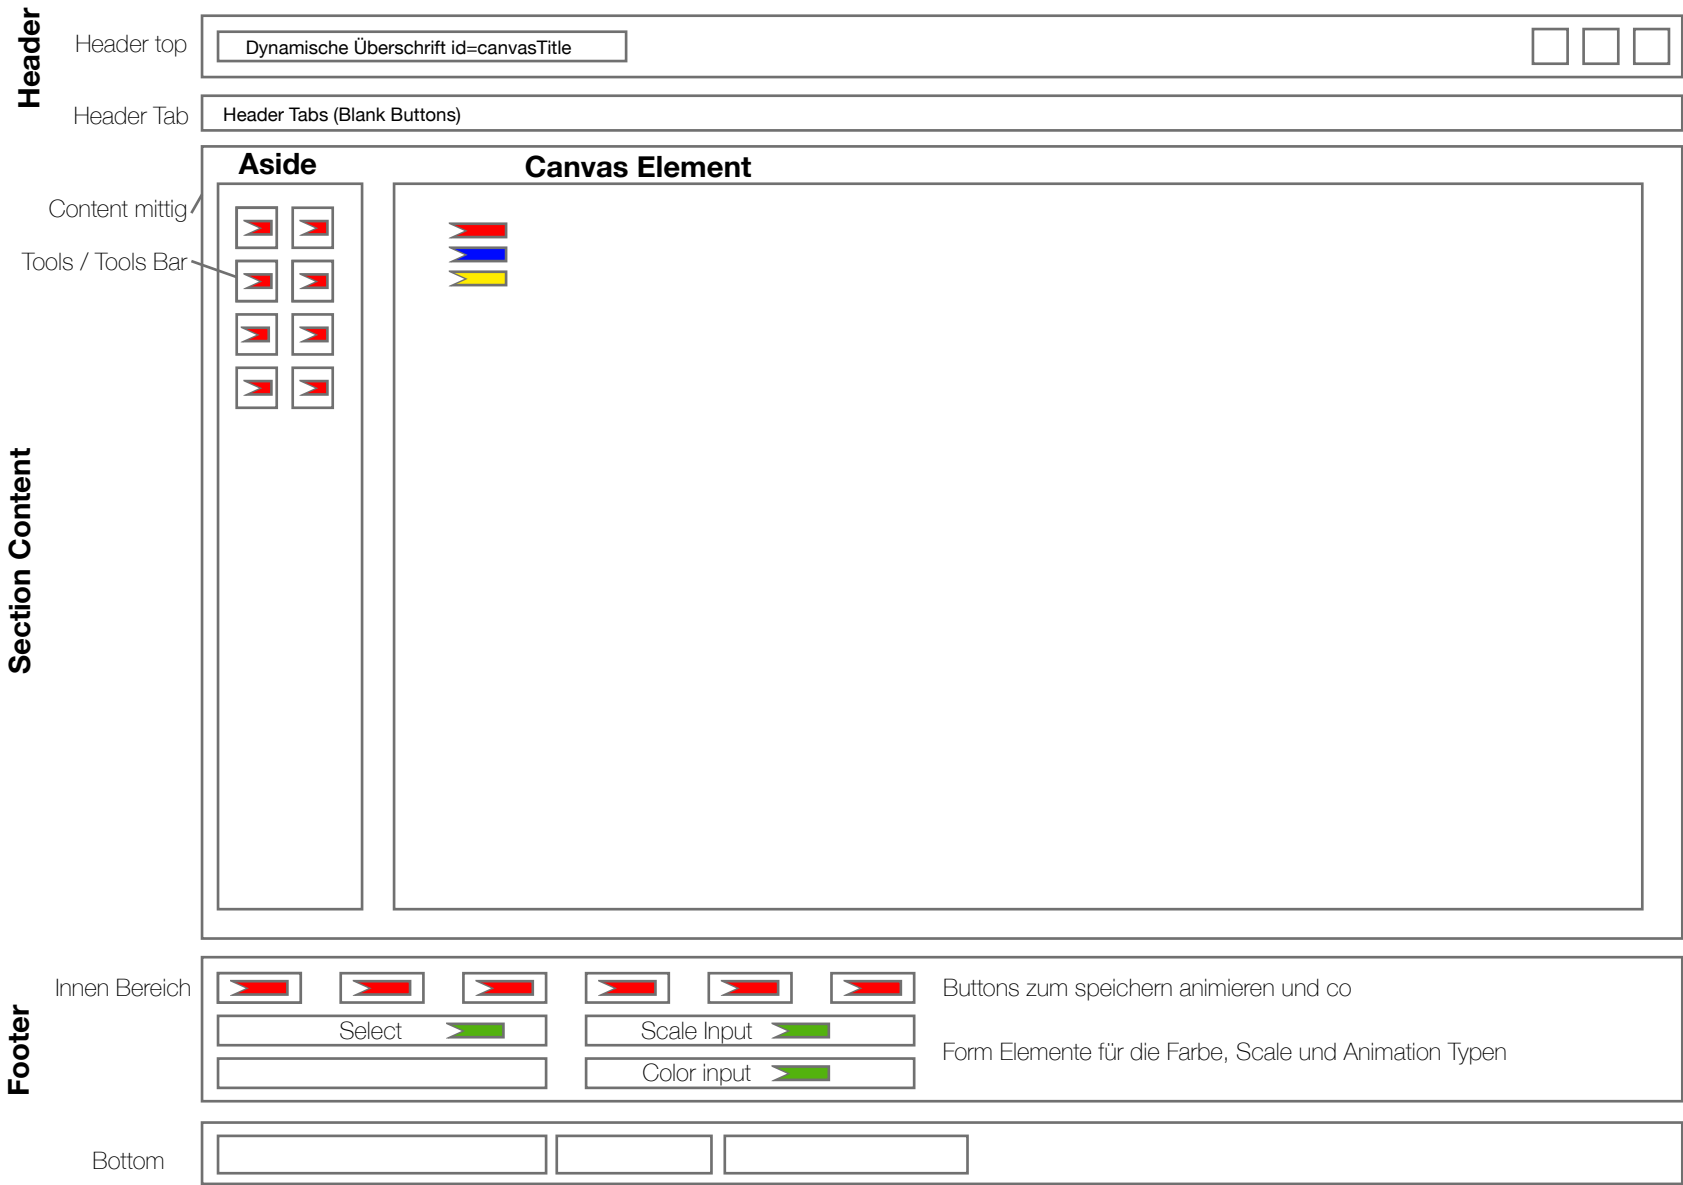 Header
Header top
Dynamische Überschrift id=canvasTitle
Header Tab
Header Tabs (Blank Buttons)
Section Content
Aside
Canvas Element
Content mittig
Tools / Tools Bar
Footer
Innen Bereich
Buttons zum speichern animieren und co
Select
Scale Input
Form Elemente für die Farbe, Scale und Animation Typen
Color input
Bottom